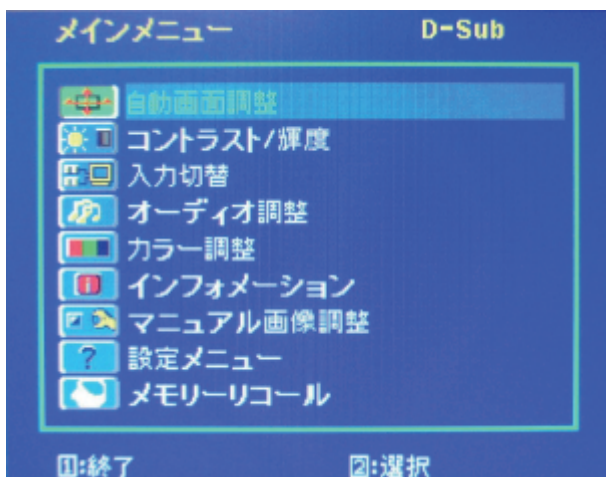 メインメニュー D-Sub
自動画面調整
コントラスト/輝度
入力切替
オーディオ調整
カラー調整
インフォメーション
マニュアル画像調整
? 設定メニュー
メモリーリコール
1:終了 2:選択